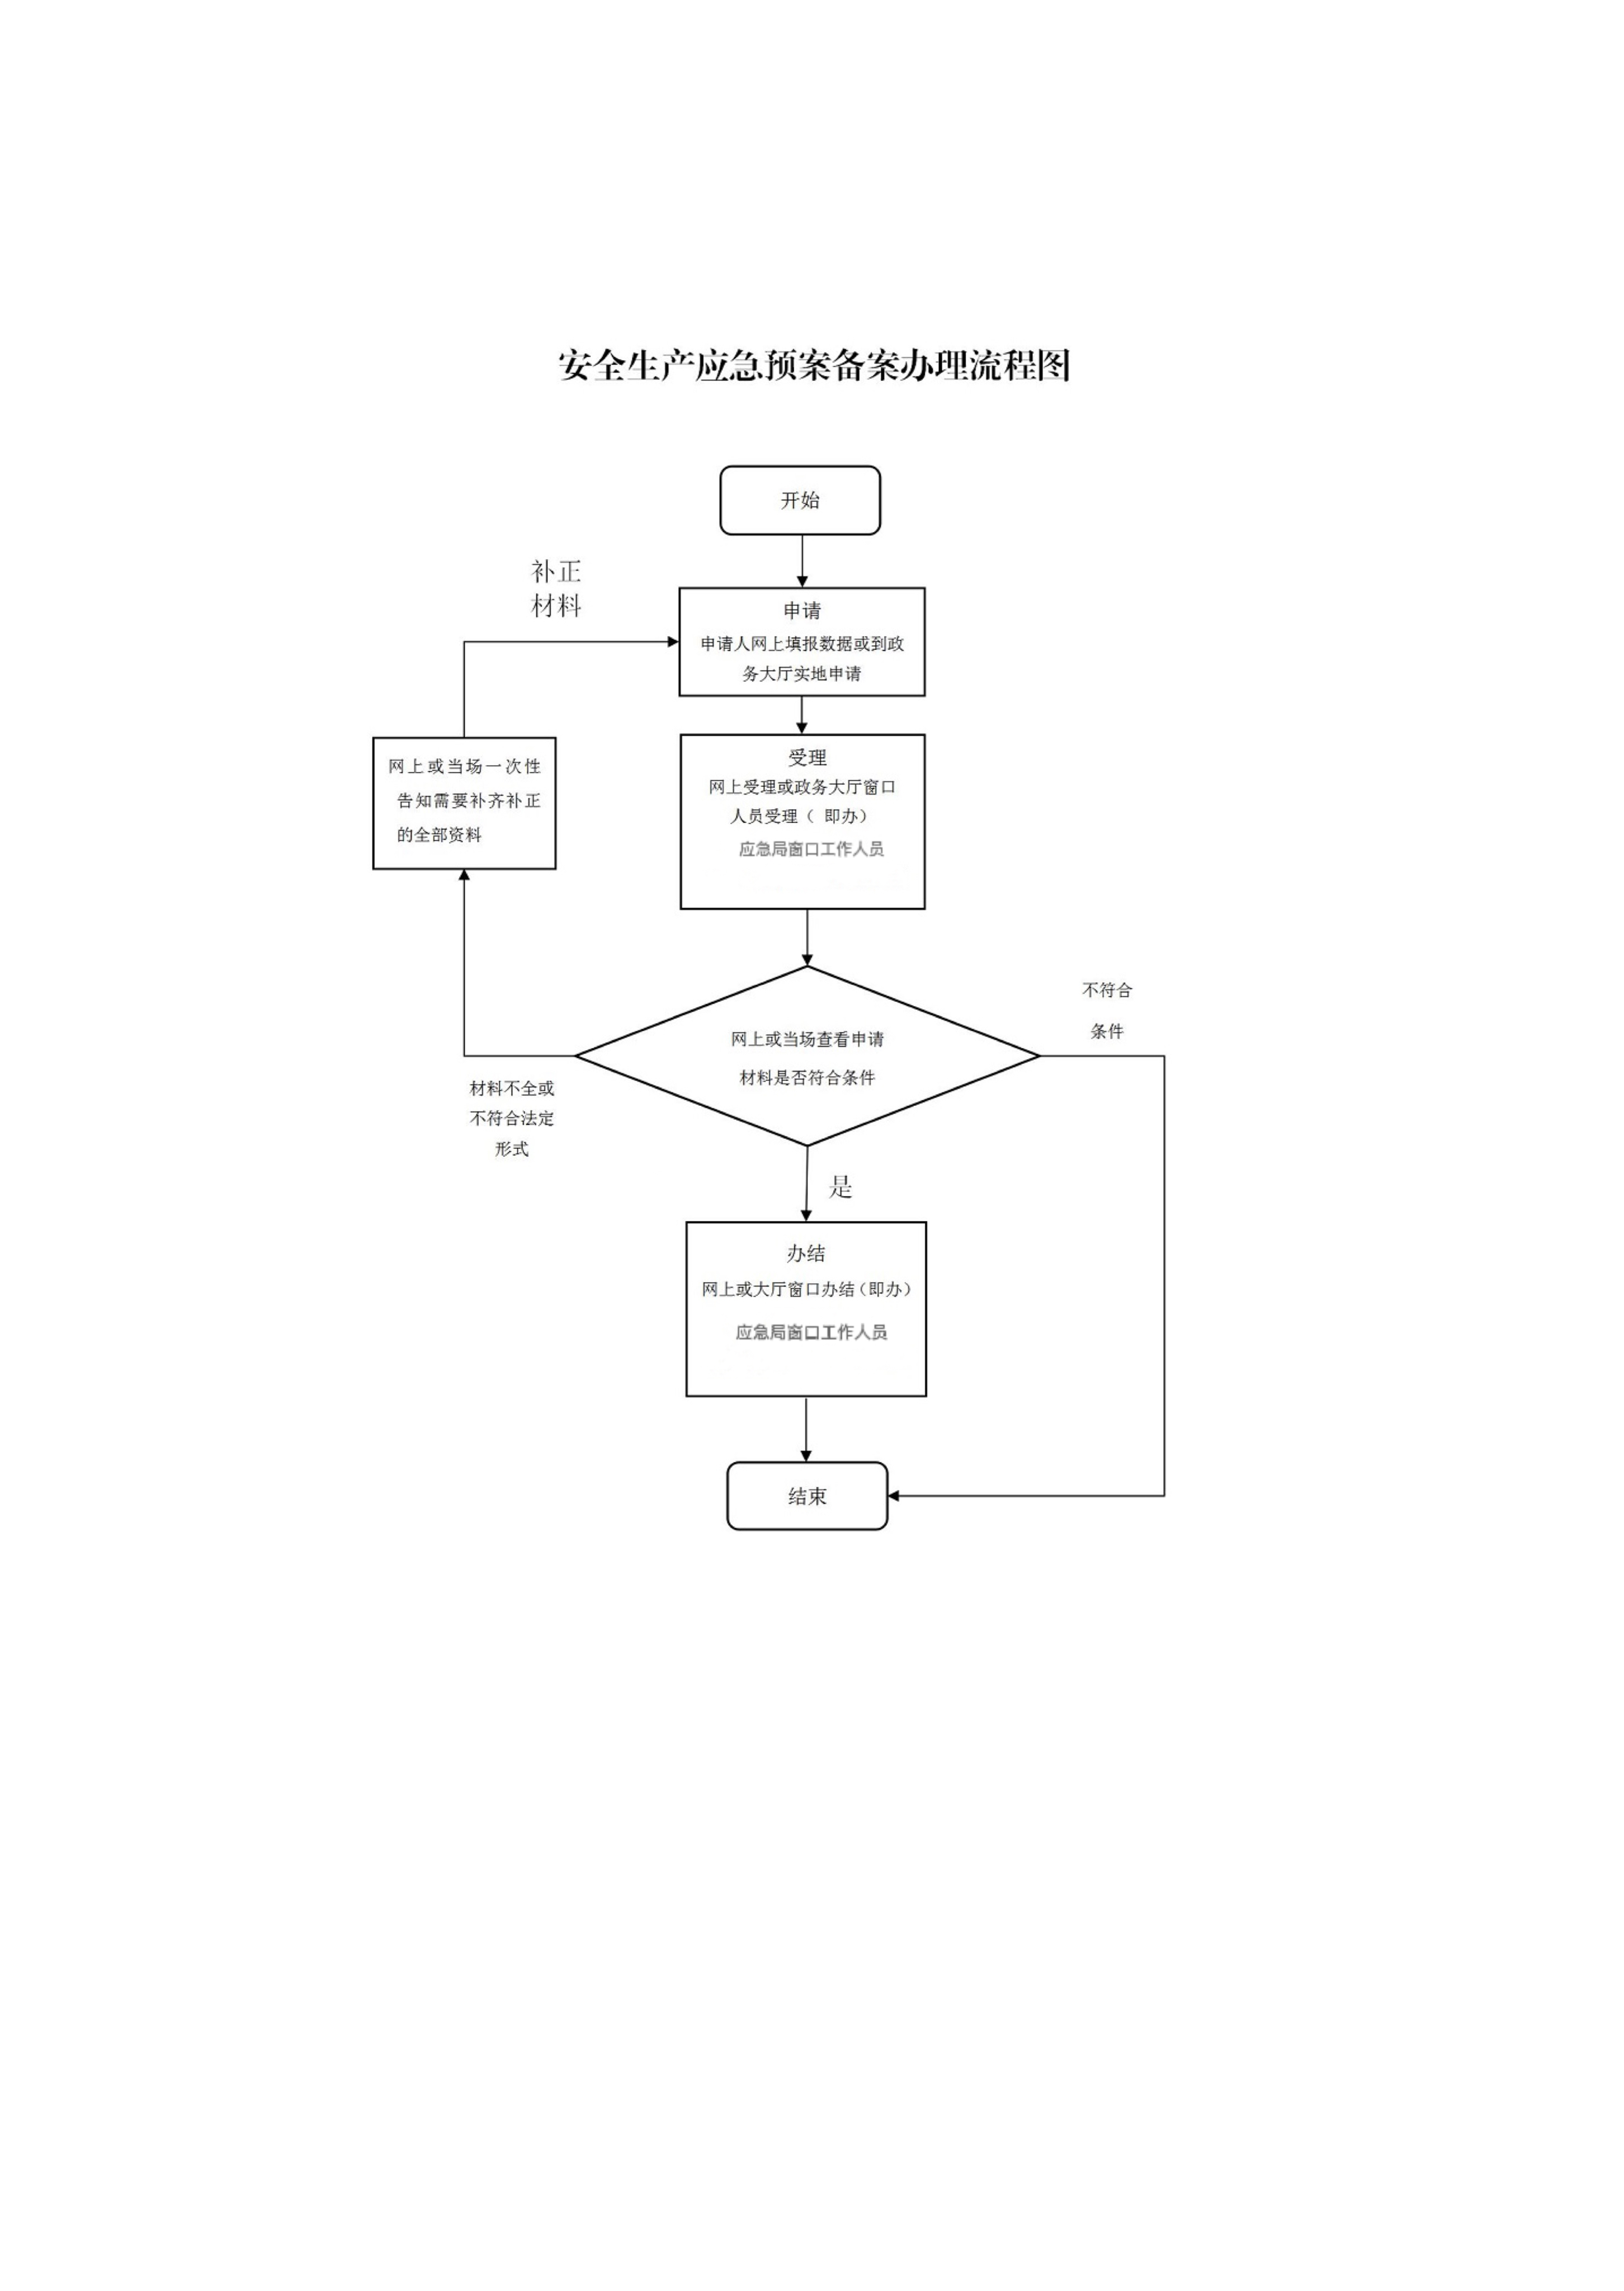 安全生产应急预案备案办理流程图
开始
补正
材料
申请
申请人网上填报数据或到政
务大厅实地申请
网上或当场一次性
告知需要补齐补正
的全部资料
受理
网上受理或政务大厅窗口
人员受理（ 即办）
应急局窗口工作人员
不符合
条件
网上或当场查看申请
材料是否符合条件
材料不全或
不符合法定
形式
是
办结
网上或大厅窗口办结（即办）
应急局窗口工作人员
结束